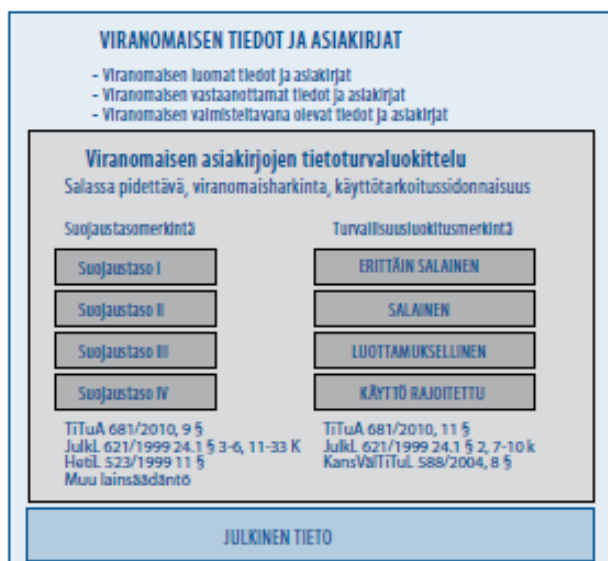 VIRANOMAISEN TIEDOT JA ASIAKIRJAT
- Viranomaisen luomat tiedot ja asiakirjat
- Viranomaisen vastaanottamat tiedot ja asiakirjat
- Viranomaisen valmisteltavana olevat tiedot ja asiakirjat
Viranomaisen asiakirjojen tietoturvaluokittelu
Salassa pidettävä, viranomaisharkinta, käyttötarkoitussidonnaisuus
Suojaustasomerkintä
Suojaustaso I
Suojaustaso II
Suojaustaso III
Suojaustaso IV
TiTuA 681/2010, 9 §
JulkL 621/1999 24.1 § 3-6, 11-33 K
HetiL 523/1999 11 §
Muu lainsäädäntö
Turvallisuusluokitusmerkintä
ERITTÄIN SALAINEN
SALAINEN
LUOTTAMUKSELLINEN
KÄYTTÖ RAJOITETTU
TiTuA 681/2010, 11 §
JulkL 621/1999 24.1 § 2, 7-10 k
KansVälTiTuL 588/2004, 8 §
JULKINEN TIETO